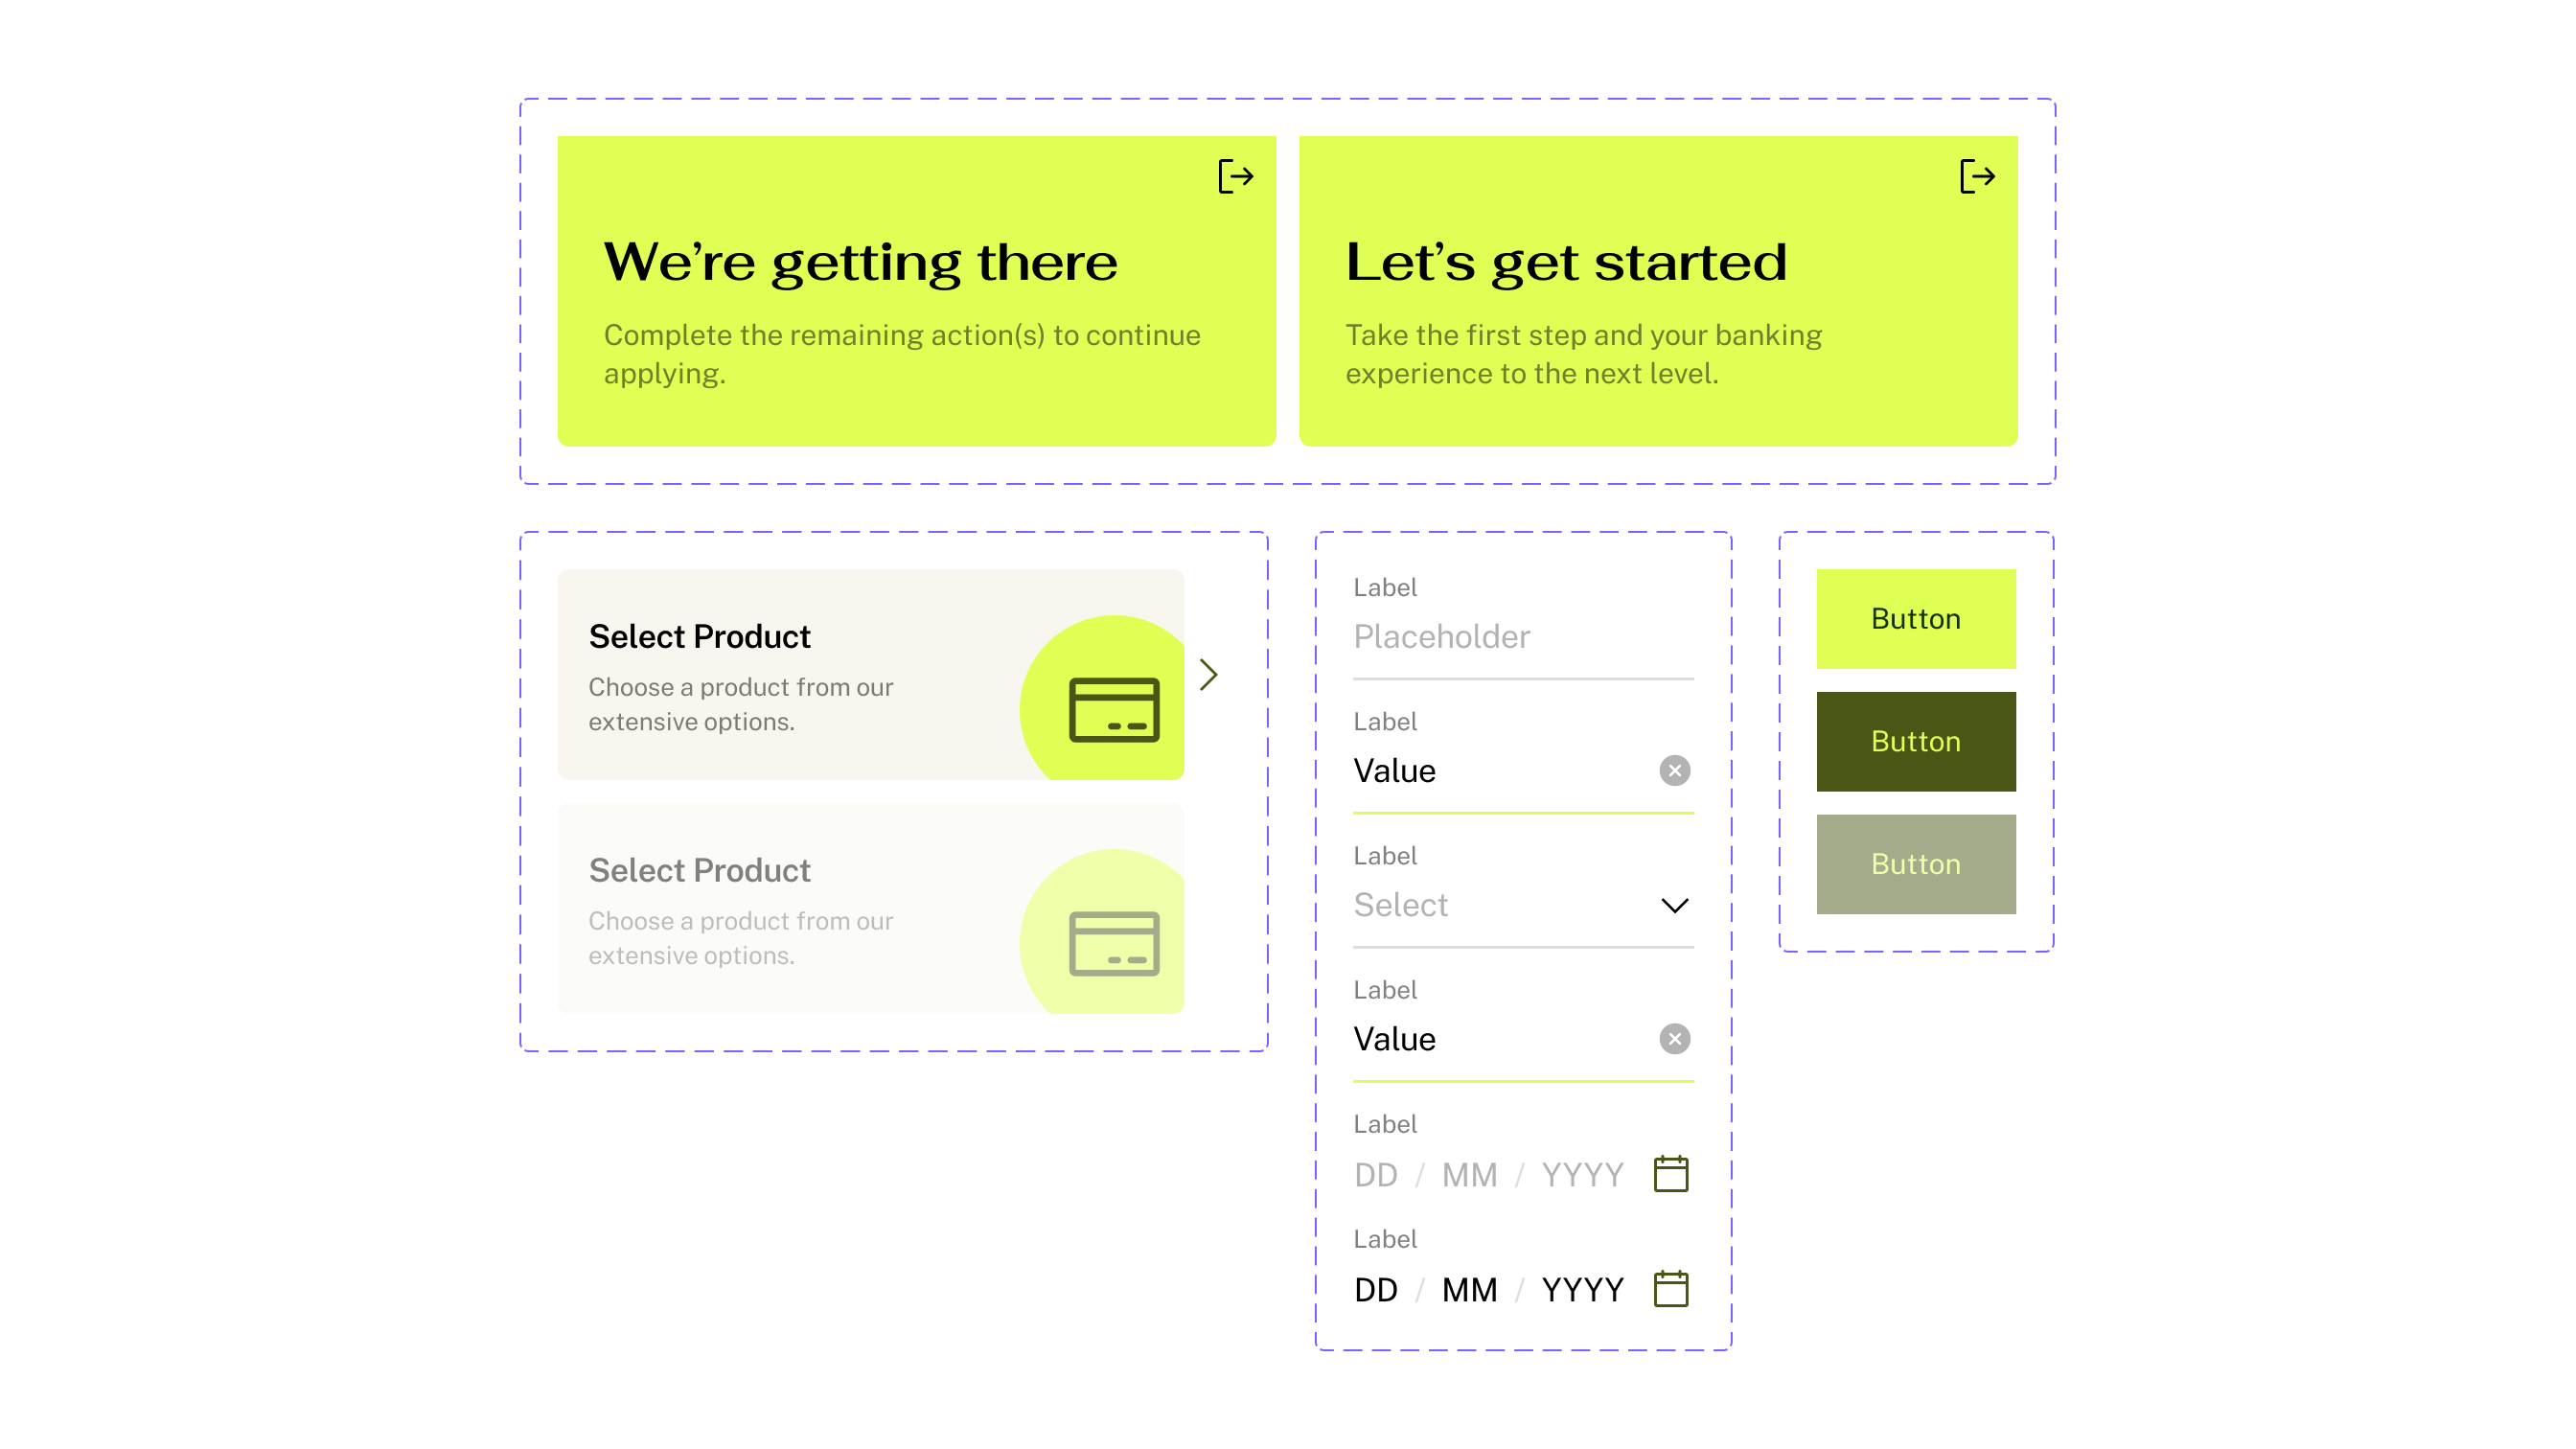 We’re getting there
Complete the remaining action(s) to continue
applying.
Let’s get started
Take the first step and your banking
experience to the next level.
Select Product
Choose a product from our
extensive options.
Select Product
Choose a product from our
extensive options.
Label
Placeholder
Label
Value
Label
Select
Label
Value
Label
DD / MM / YYYY
Label
DD / MM / YYYY
Button
Button
Button